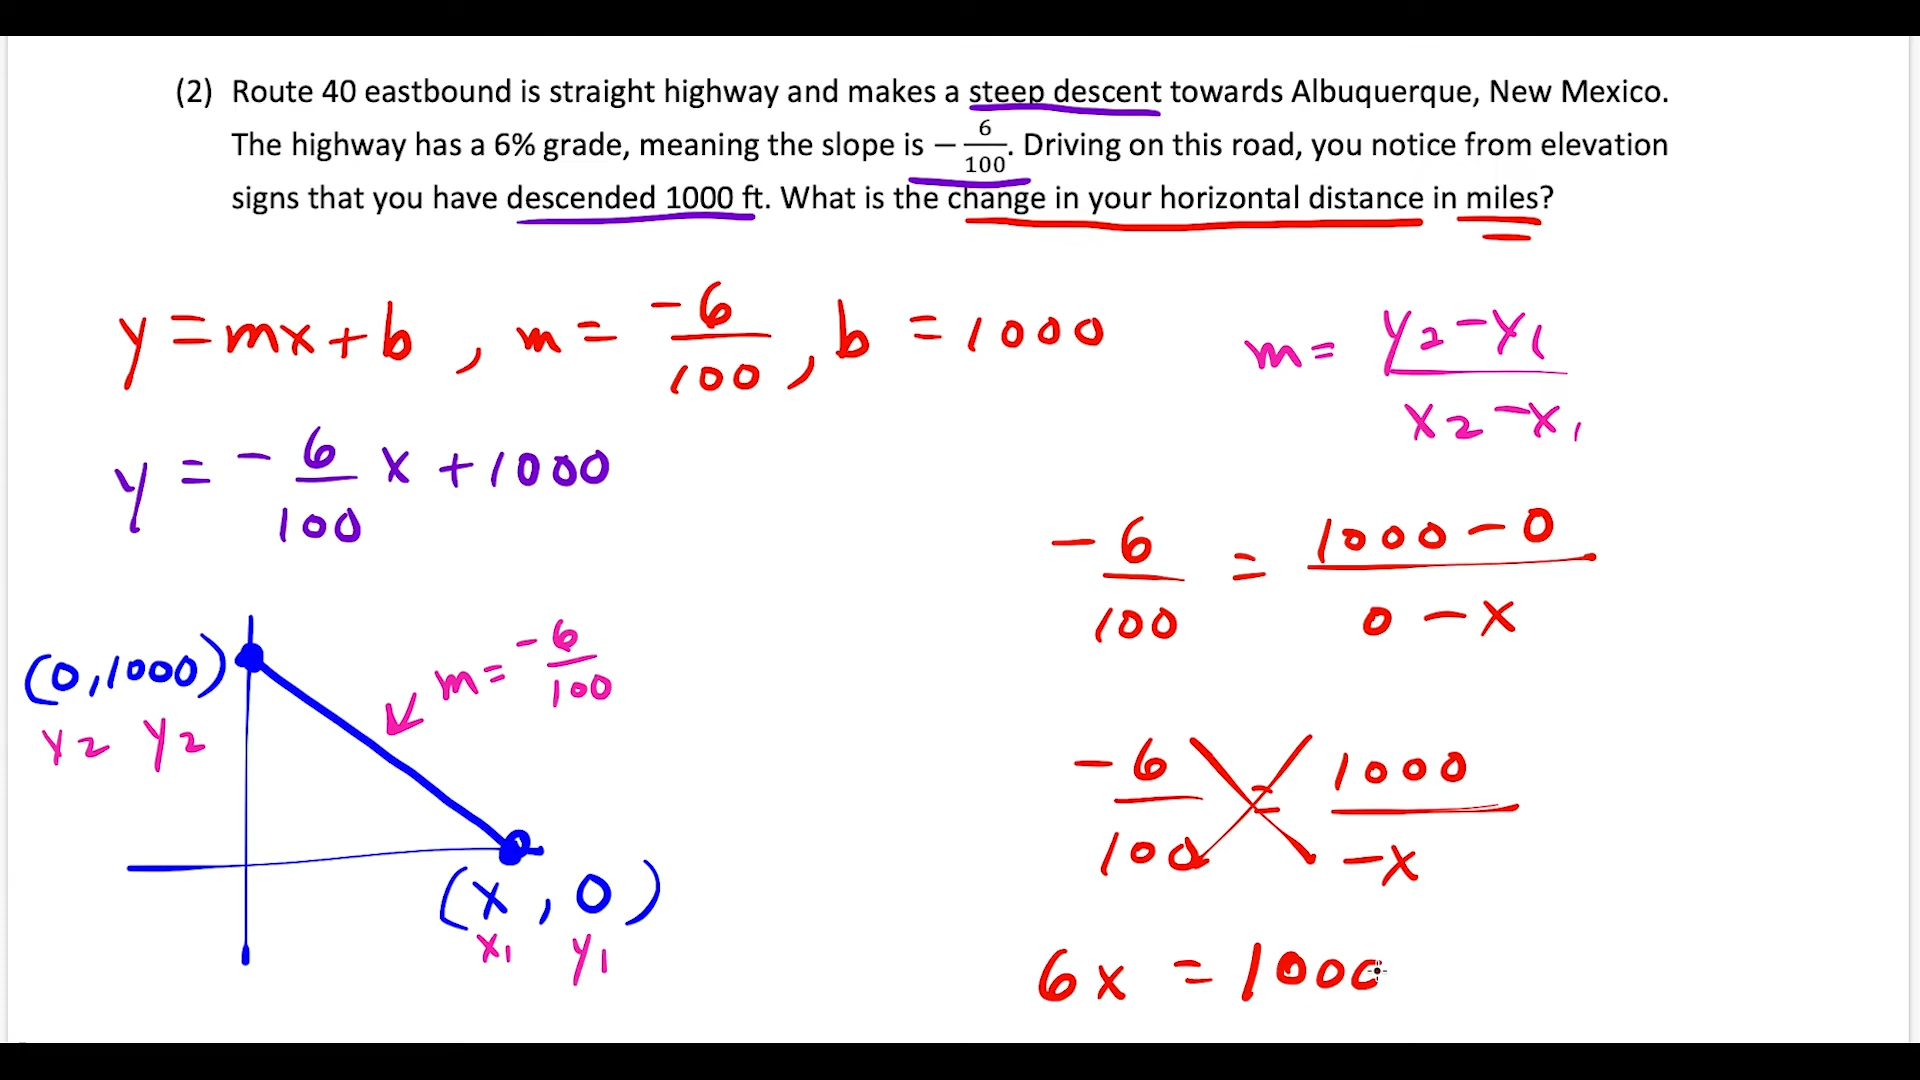 (2) Route 40 eastbound is straight highway and makes a steep descent towards Albuquerque, New Mexico.
The highway has a 6% grade, meaning the slope is −6/100. Driving on this road, you notice from elevation
signs that you have descended 1000 ft. What is the change in your horizontal distance in miles?
y = mx + b , m = -6/100 , b = 1000
y = -6/100 x + 1000
(0,1000)
x2 y2
m = -6/100
(x , 0)
x1 y1
m = y2-y1/x2-x1
-6/100 = 1000-0/0-x
-6/100 = 1000/-x
6x = 1000